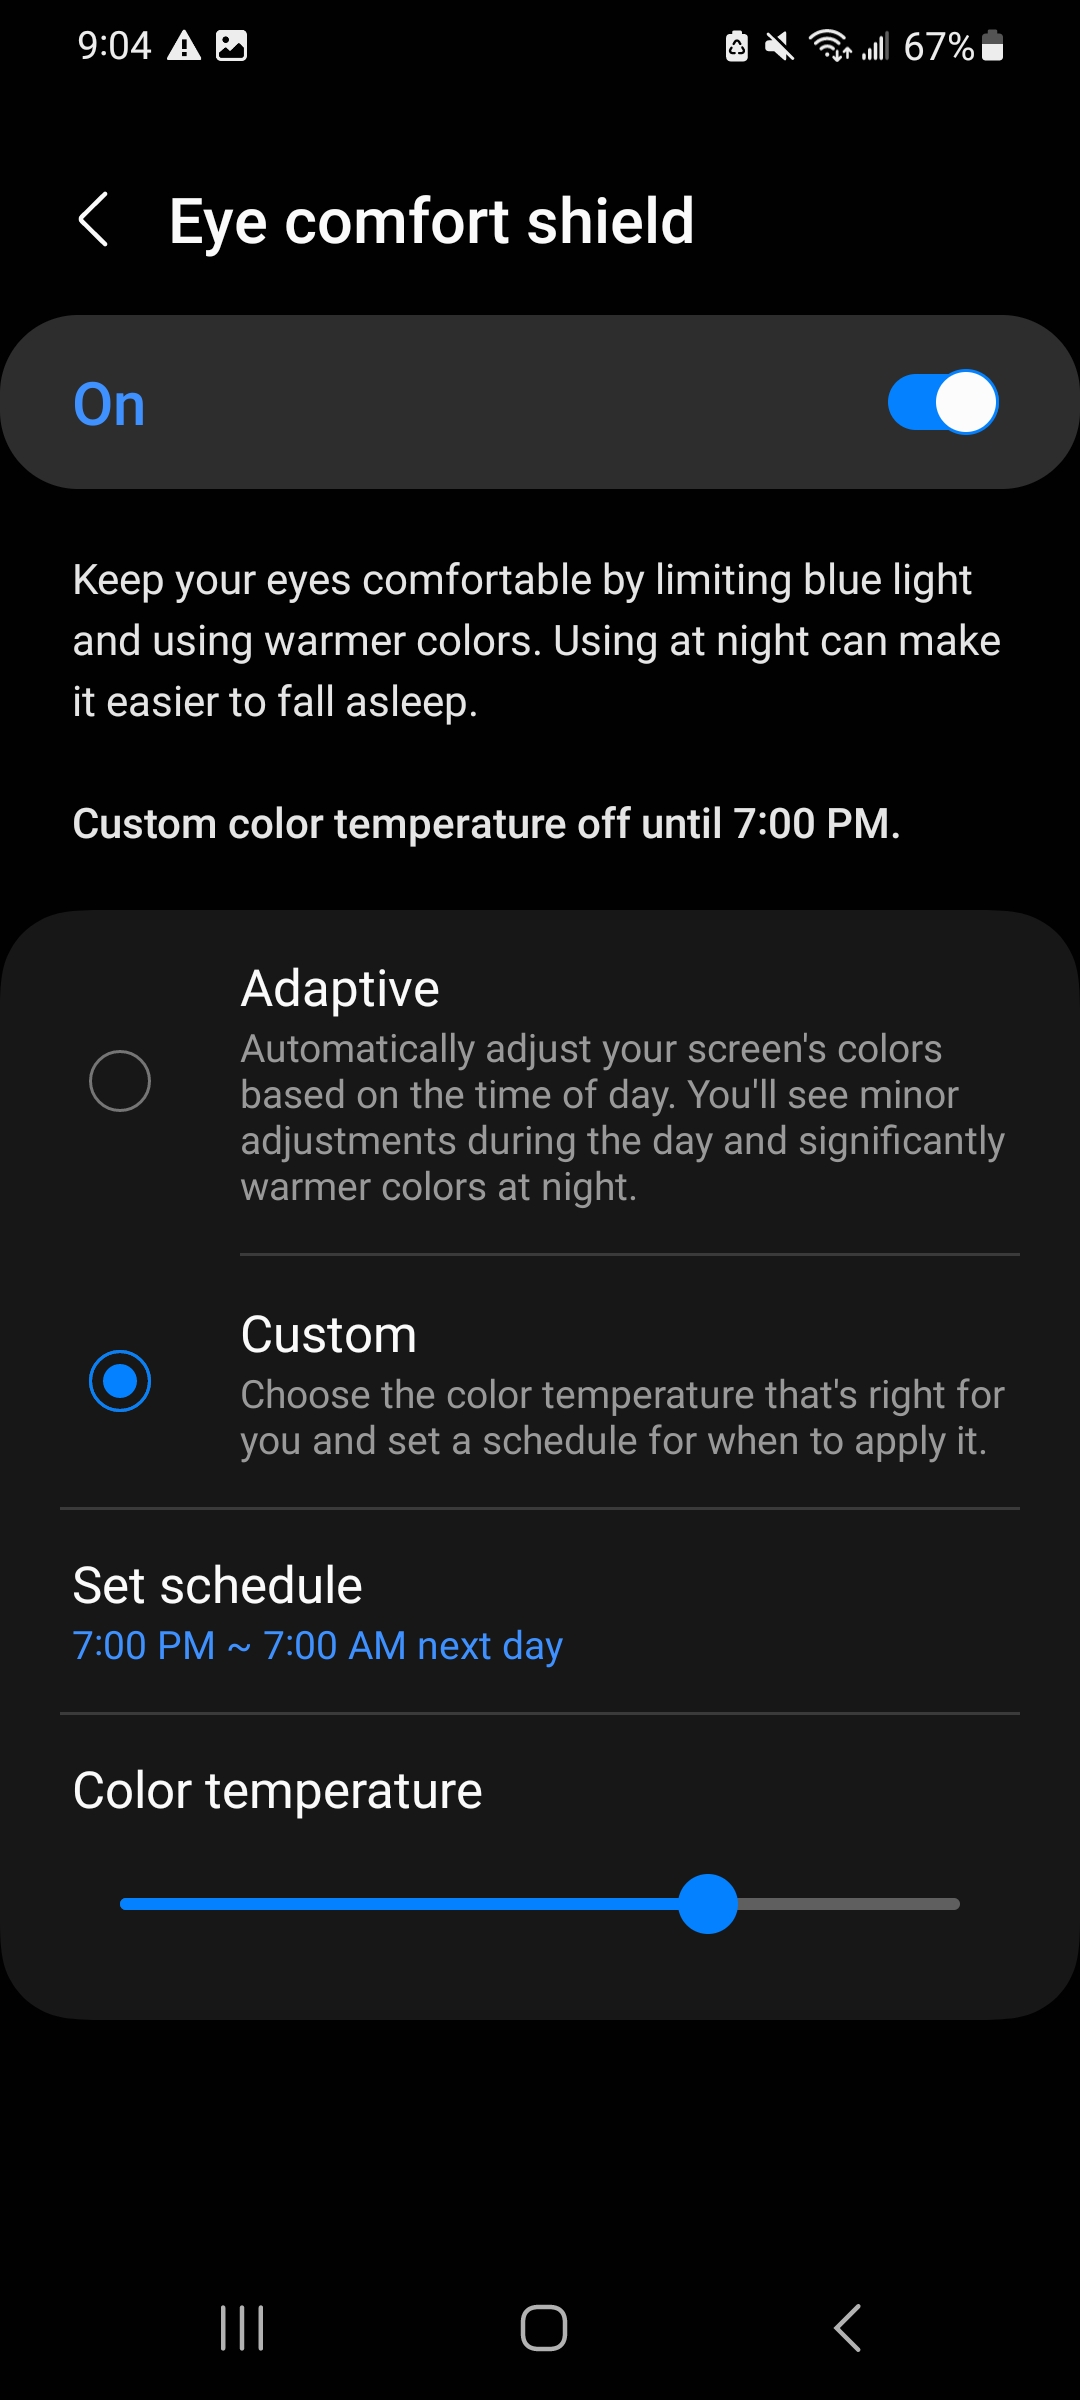 9:04
67%
Eye comfort shield
On
Keep your eyes comfortable by limiting blue light
and using warmer colors. Using at night can make
it easier to fall asleep.
Custom color temperature off until 7:00 PM.
Adaptive
Automatically adjust your screen's colors
based on the time of day. You'll see minor
adjustments during the day and significantly
warmer colors at night.
Custom
Choose the color temperature that's right for
you and set a schedule for when to apply it.
Set schedule
7:00 PM ~ 7:00 AM next day
Color temperature